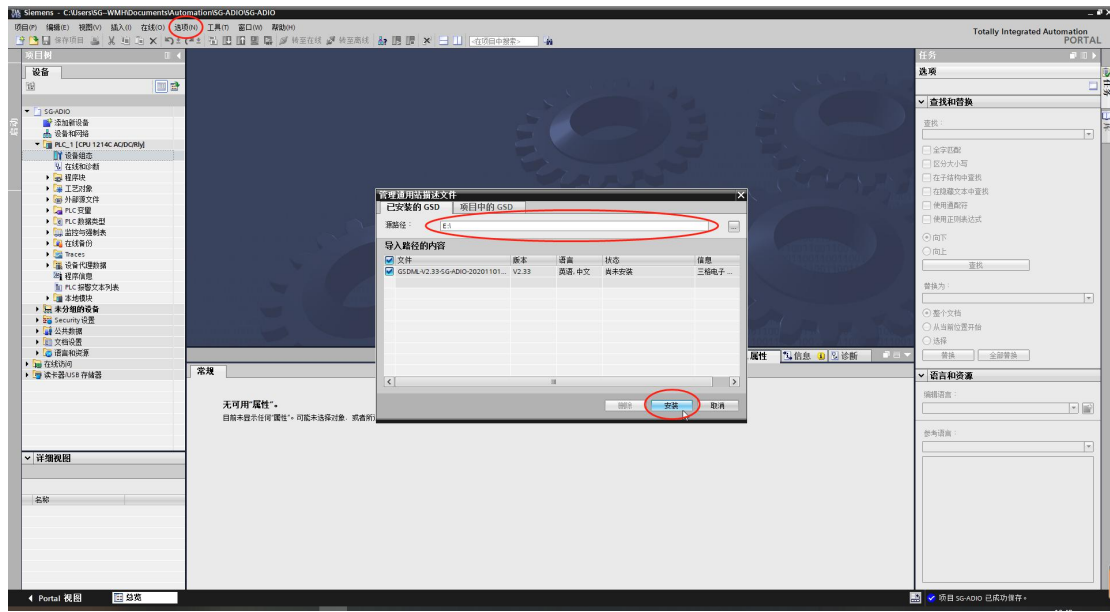 Siemens - C:\Users\SG--WMH\Documents\Automation\SG-ADIO\SG-ADIO
项目(P) 编辑(E) 视图(V) 插入(I) 在线(O) 选项(N) 工具(T) 窗口(W) 帮助(H)
保存项目 转至在线 转至离线 <在项目中搜索>
Totally Integrated Automation
PORTAL
项目树
设备
SG-ADIO
添加新设备
设备和网络
PLC_1 [CPU 1214C AC/DC/Rly]
设备组态
在线和诊断
程序块
工艺对象
外部源文件
PLC 变量
PLC 数据类型
监控与强制表
在线备份
Traces
设备代理数据
程序信息
PLC 报警文本列表
本地模块
未分组的设备
Security 设置
公共数据
文档设置
语言和资源
在线访问
读卡器/USB 存储器
详细视图
名称
管理通用站描述文件
已安装的 GSD 项目中的 GSD
源路径： E:\
导入路径的内容
文件 版本 语言 状态 信息
GSDML-V2.33-SG-ADIO-20201101... V2.33 英语, 中文 尚未安装 三格电子 ...
删除 安装 取消
属性 信息 诊断
常规
无可用“属性”。
目前未显示任何“属性”。可能未选择对象，或者所
任务
选项
查找和替换
查找：
全字匹配
区分大小写
在子结构中查找
在隐藏文本中查找
使用通配符
使用正则表达式
向下
向上
查找
替换为：
整个文档
从当前位置开始
选择
替换 全部替换
语言和资源
编辑语言：
参考语言：
任务
库
Portal 视图 总览
项目 SG-ADIO 已成功保存。